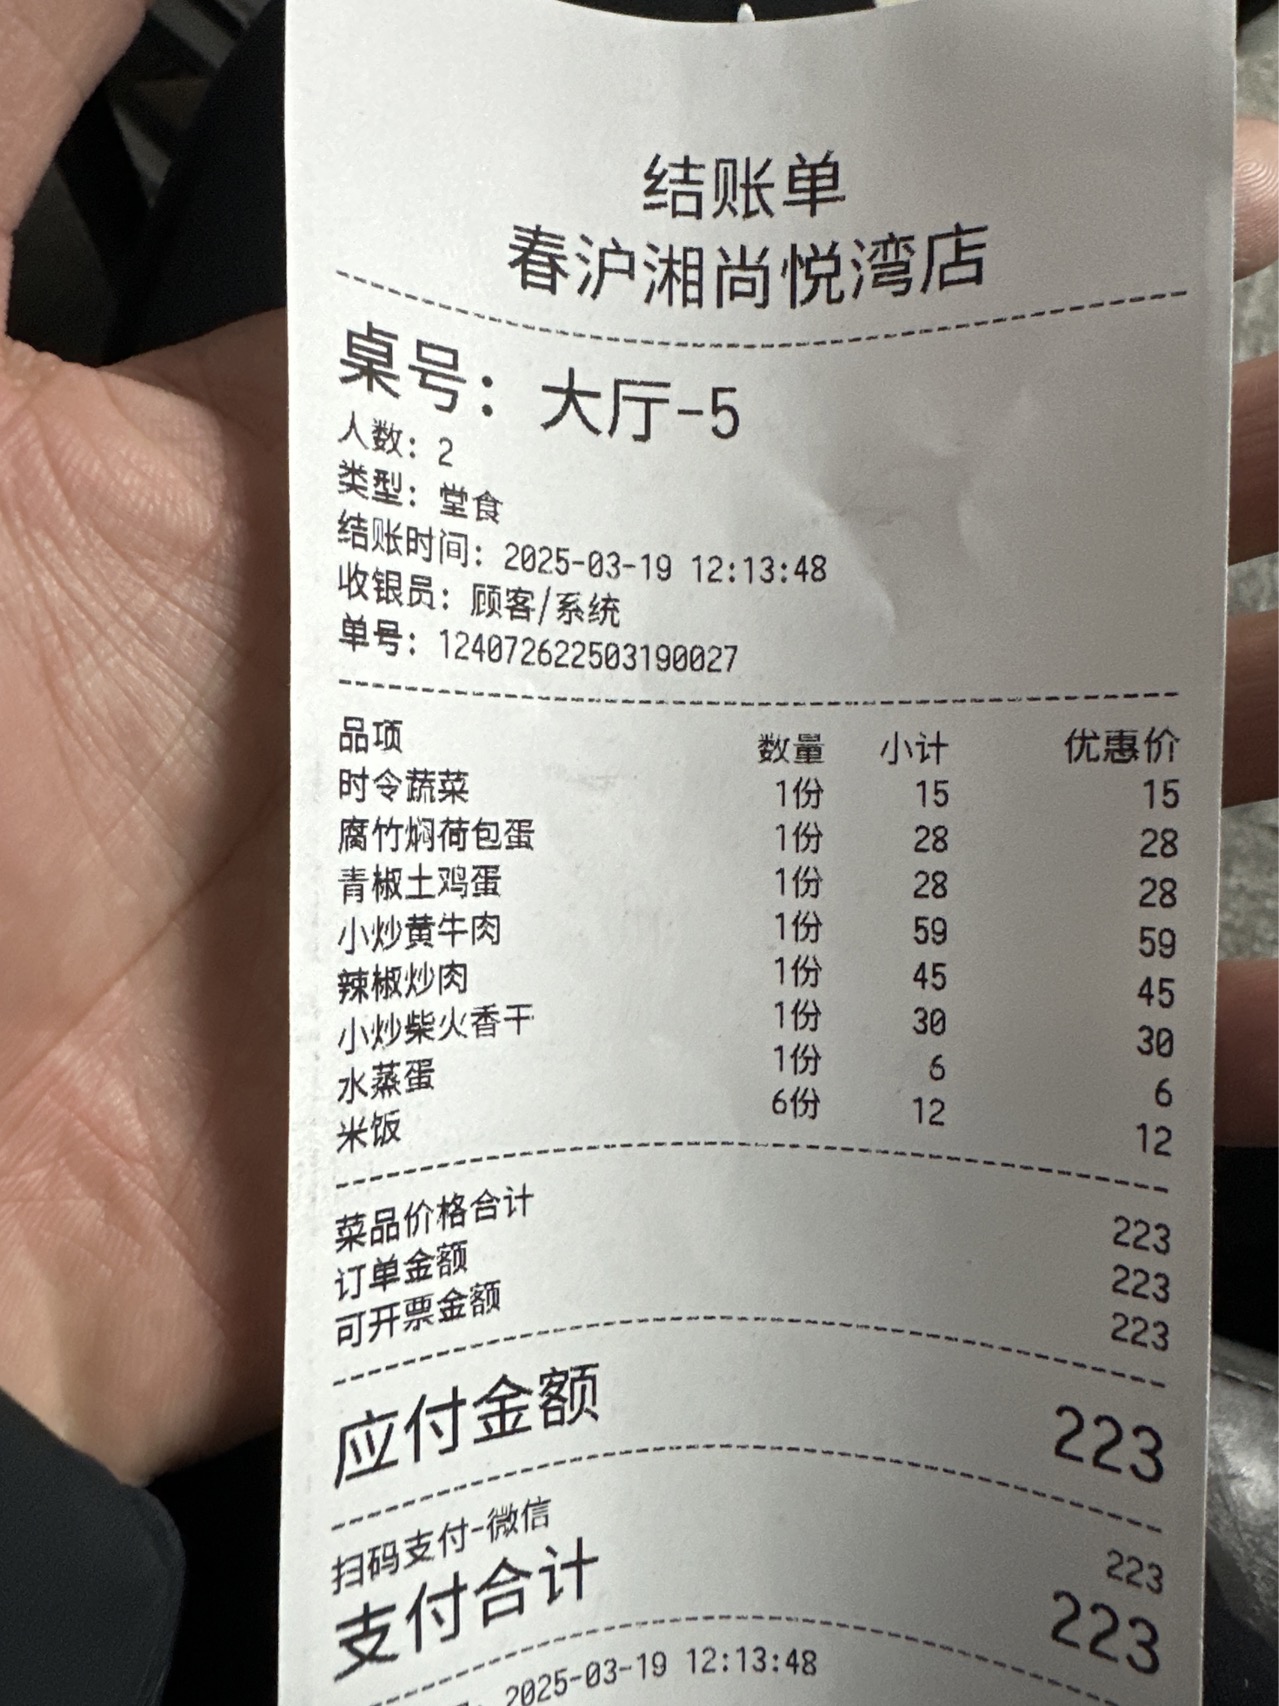 结账单
春沪湘尚悦湾店
桌号：大厅-5
人数：2
类型：堂食
结账时间：2025-03-19 12:13:48
收银员：顾客/系统
单号：124072622503190027
品项 数量 小计 优惠价
时令蔬菜 1份 15 15
腐竹焖荷包蛋 1份 28 28
青椒土鸡蛋 1份 28 28
小炒黄牛肉 1份 59 59
辣椒炒肉 1份 45 45
小炒柴火香干 1份 30 30
水蒸蛋 1份 6 6
米饭 6份 12 12
菜品价格合计 223
订单金额 223
可开票金额 223
应付金额 223
扫码支付-微信 223
支付合计 223
2025-03-19 12:13:48